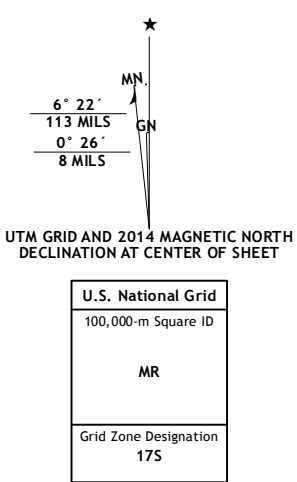 MN.
6° 22´
113 MILS
GN
0° 26´
8 MILS
UTM GRID AND 2014 MAGNETIC NORTH
DECLINATION AT CENTER OF SHEET
U.S. National Grid
100,000-m Square ID
MR
Grid Zone Designation
17S